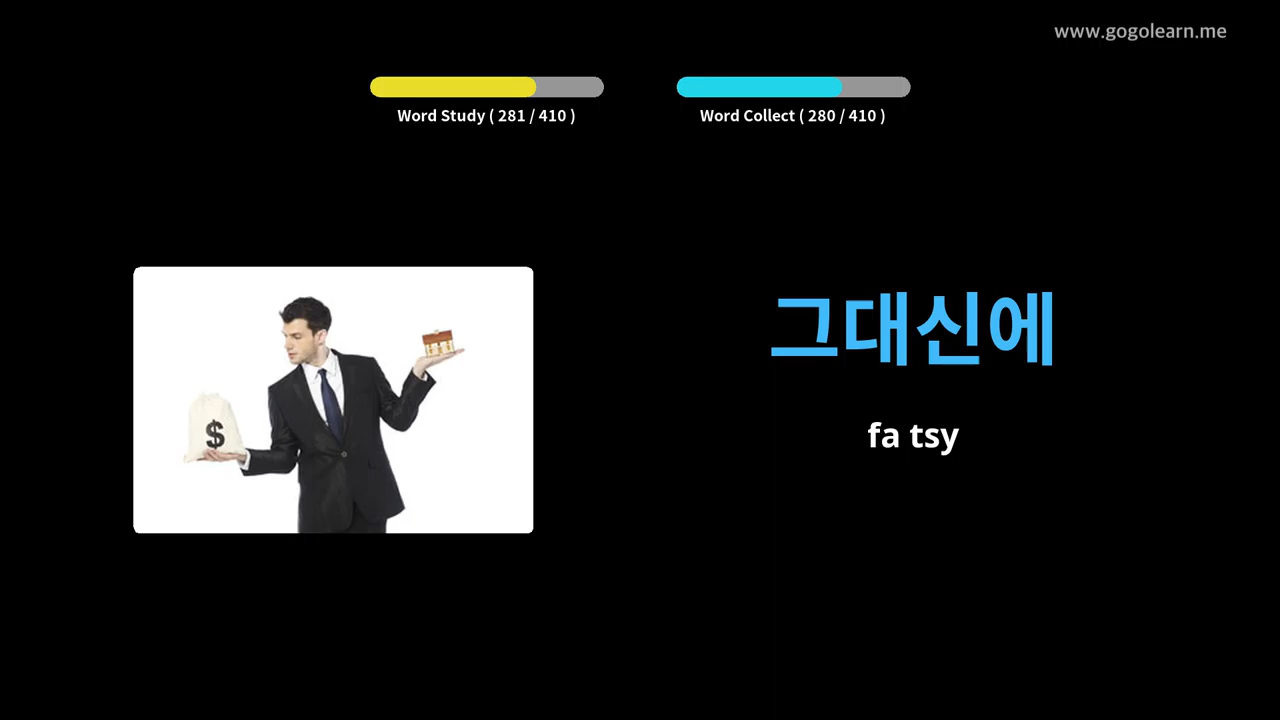 www.gogolearn.me
Word Study ( 281 / 410 )
Word Collect ( 280 / 410 )
그대신에
$
fa tsy